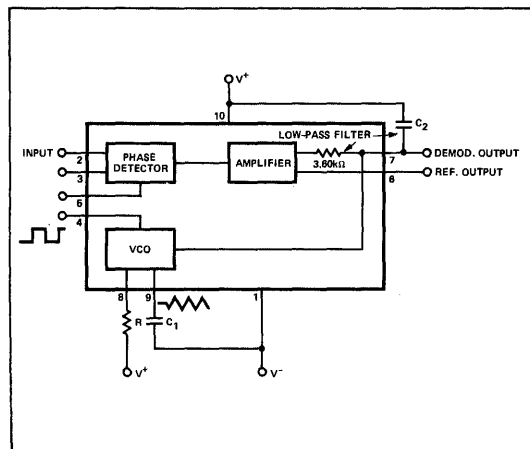 V+
10
C2
LOW-PASS FILTER
INPUT
2
3
5
4
PHASE
DETECTOR
AMPLIFIER
3.60kΩ
7
DEMOD. OUTPUT
6
REF. OUTPUT
VCO
8
9
1
R
C1
V+
V-